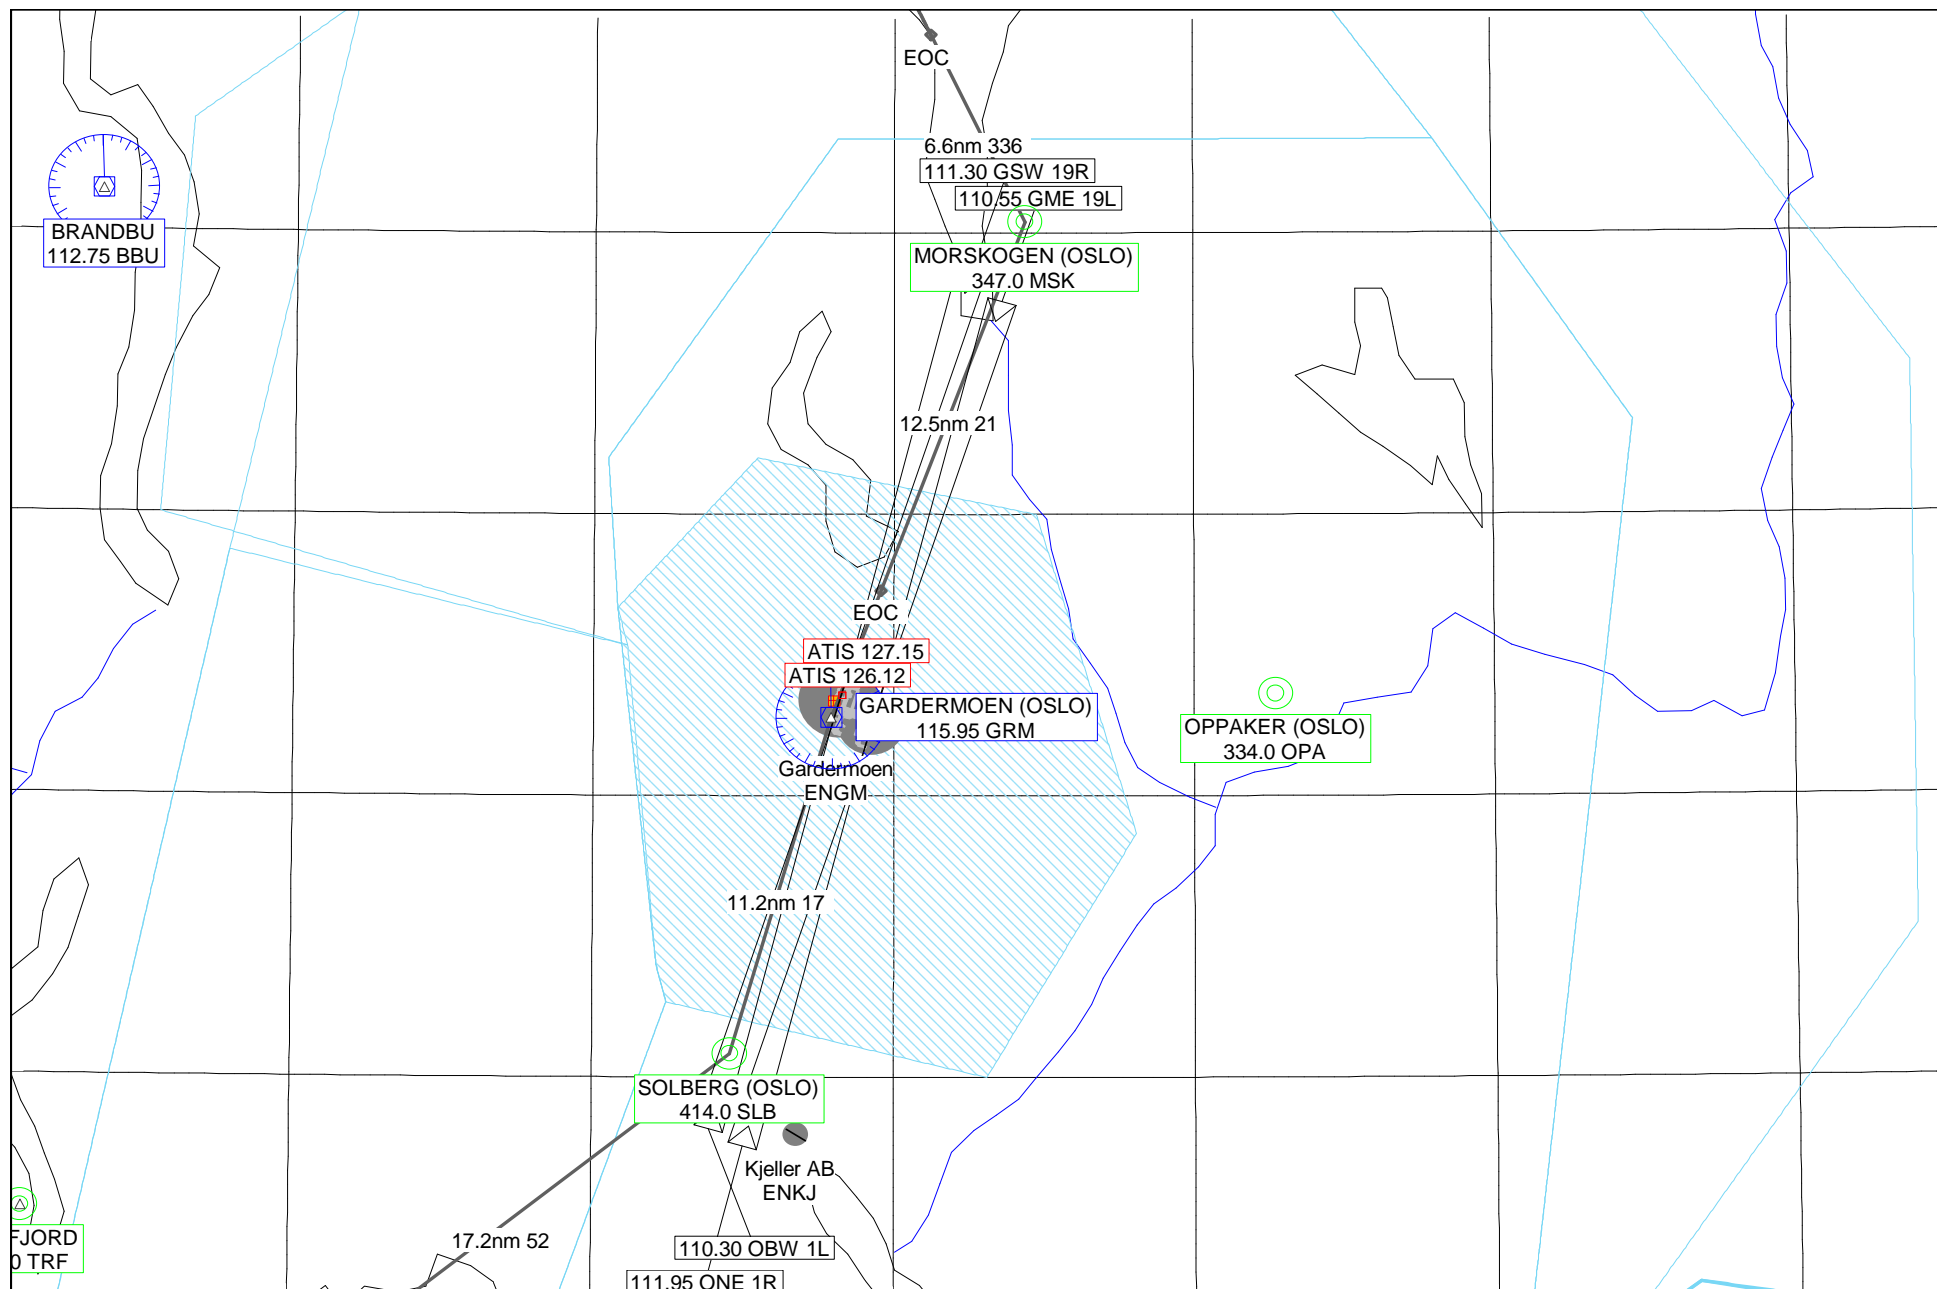 EOC
6.6nm 336
111.30 GSW 19R
110.55 GME 19L
BRANDBU
112.75 BBU
MORSKOGEN (OSLO)
347.0 MSK
12.5nm 21
EOC
ATIS 127.15
ATIS 126.12
GARDERMOEN (OSLO)
115.95 GRM
OPPAKER (OSLO)
334.0 OPA
Gardermoen
ENGM
11.2nm 17
SOLBERG (OSLO)
414.0 SLB
Kjeller AB
ENKJ
FJORD
0 TRF
17.2nm 52
110.30 OBW 1L
111.95 ONE 1R